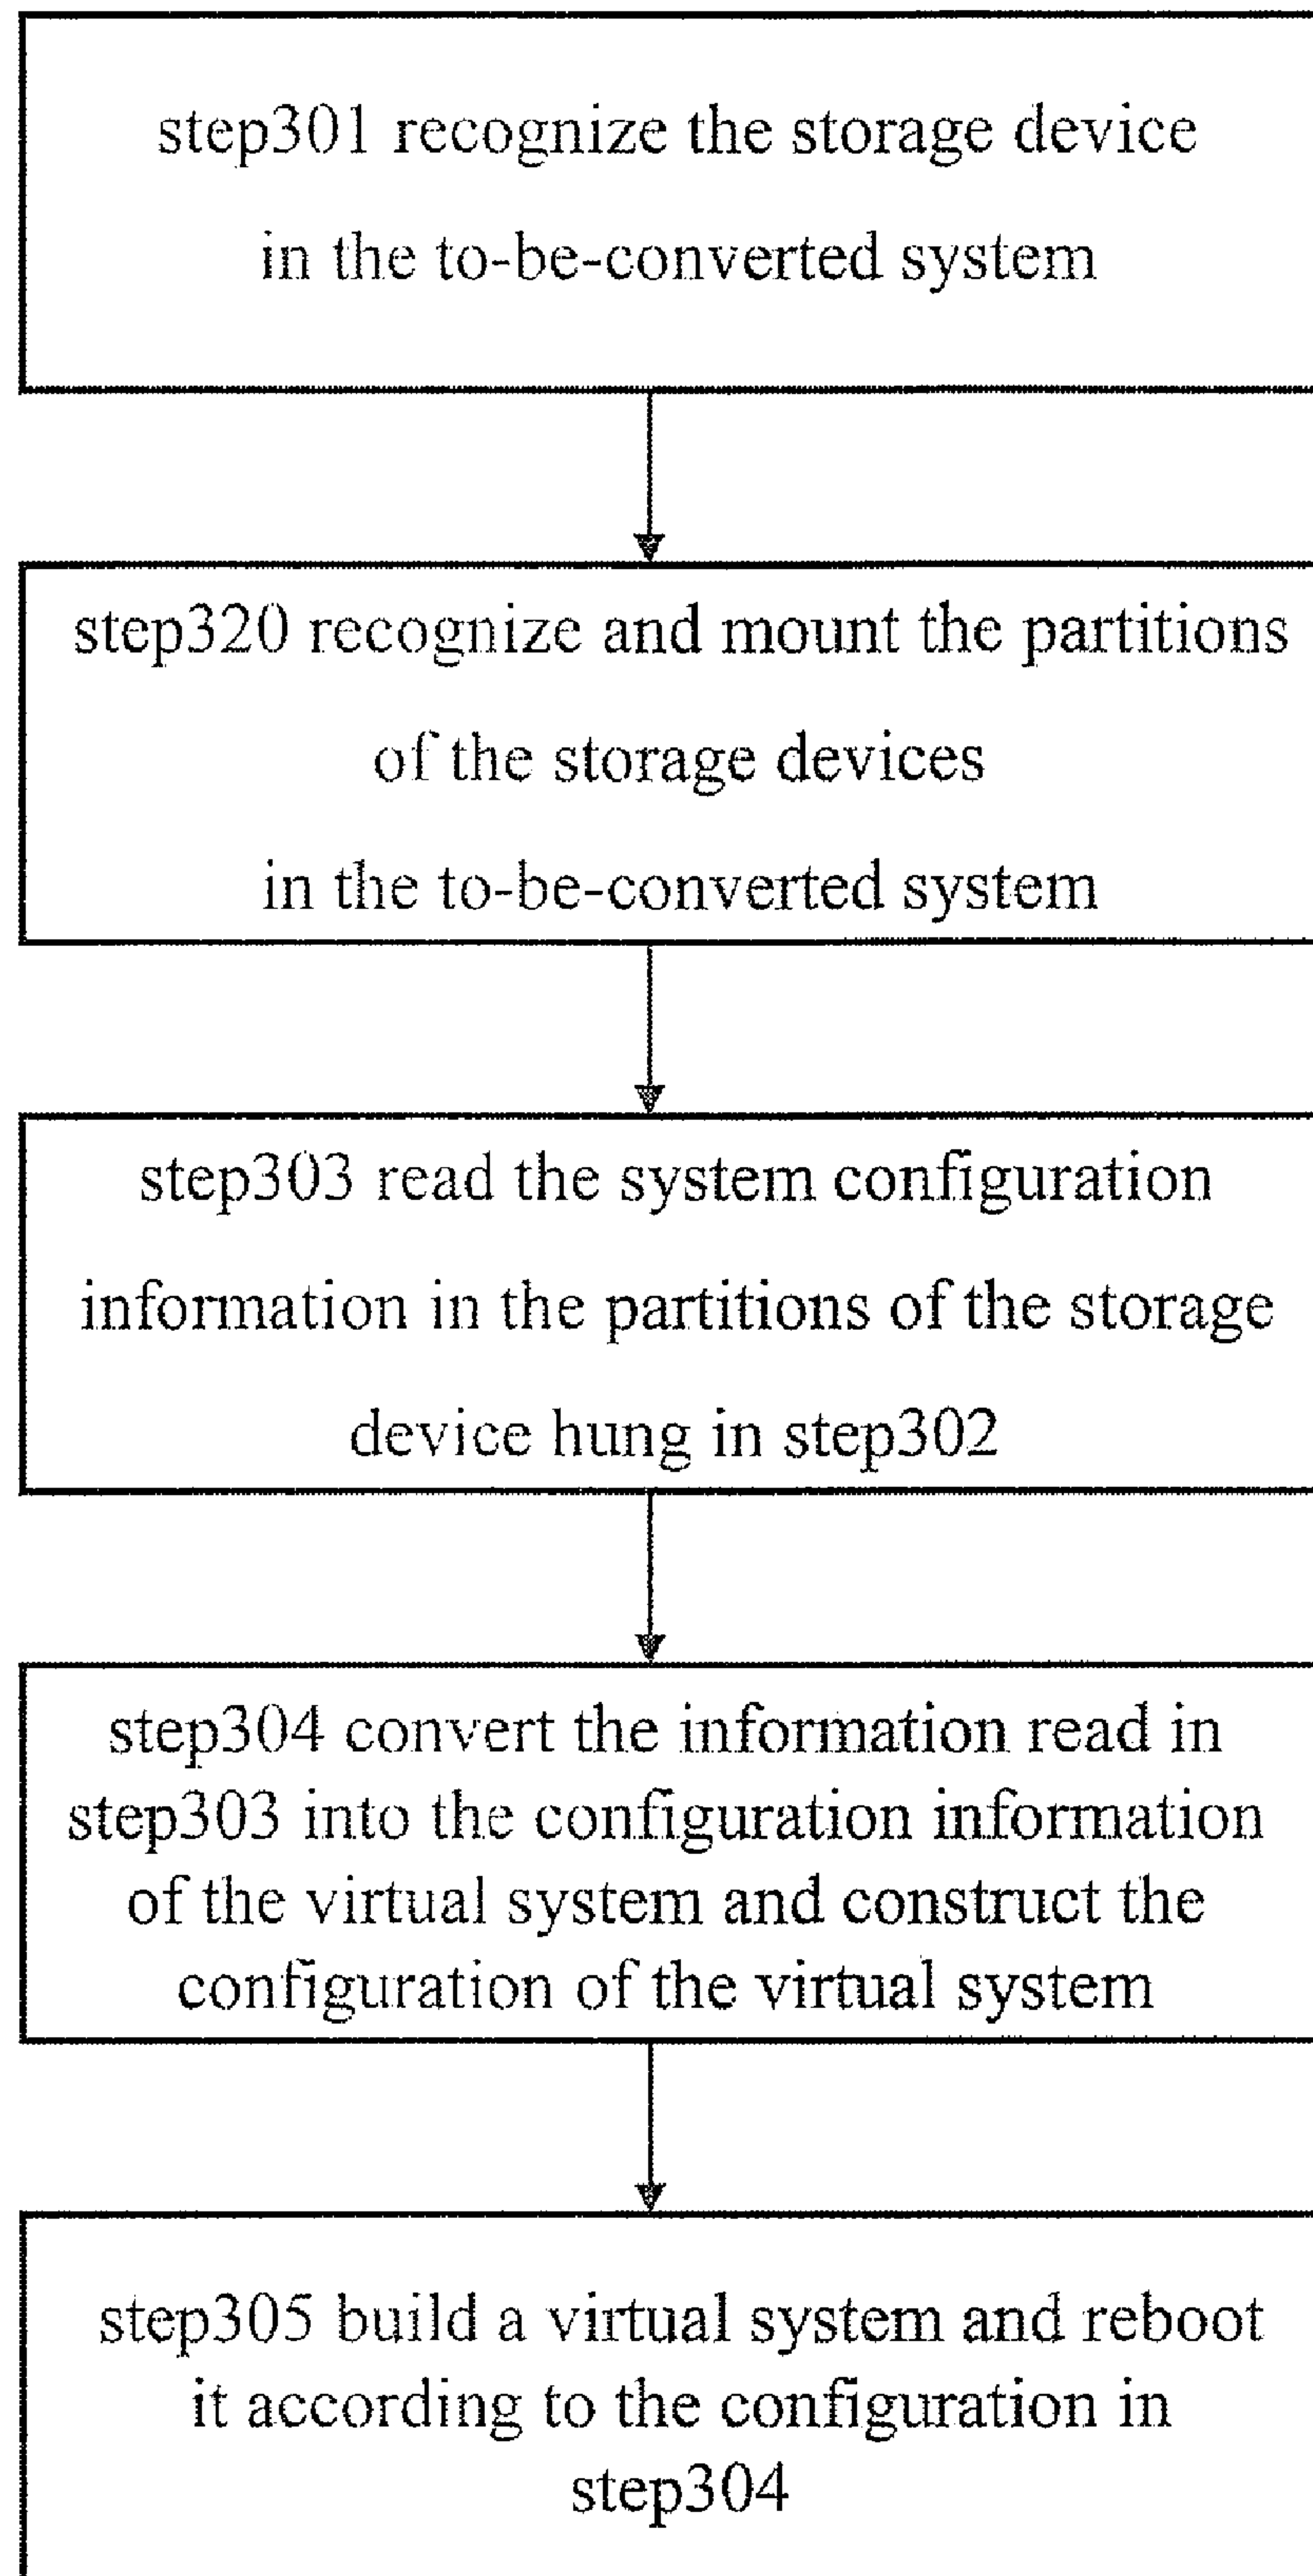 step301 recognize the storage device
in the to-be-converted system
step320 recognize and mount the partitions
of the storage devices
in the to-be-converted system
step303 read the system configuration
information in the partitions of the storage
device hung in step302
step304 convert the information read in
step303 into the configuration information
of the virtual system and construct the
configuration of the virtual system
step305 build a virtual system and reboot
it according to the configuration in
step304